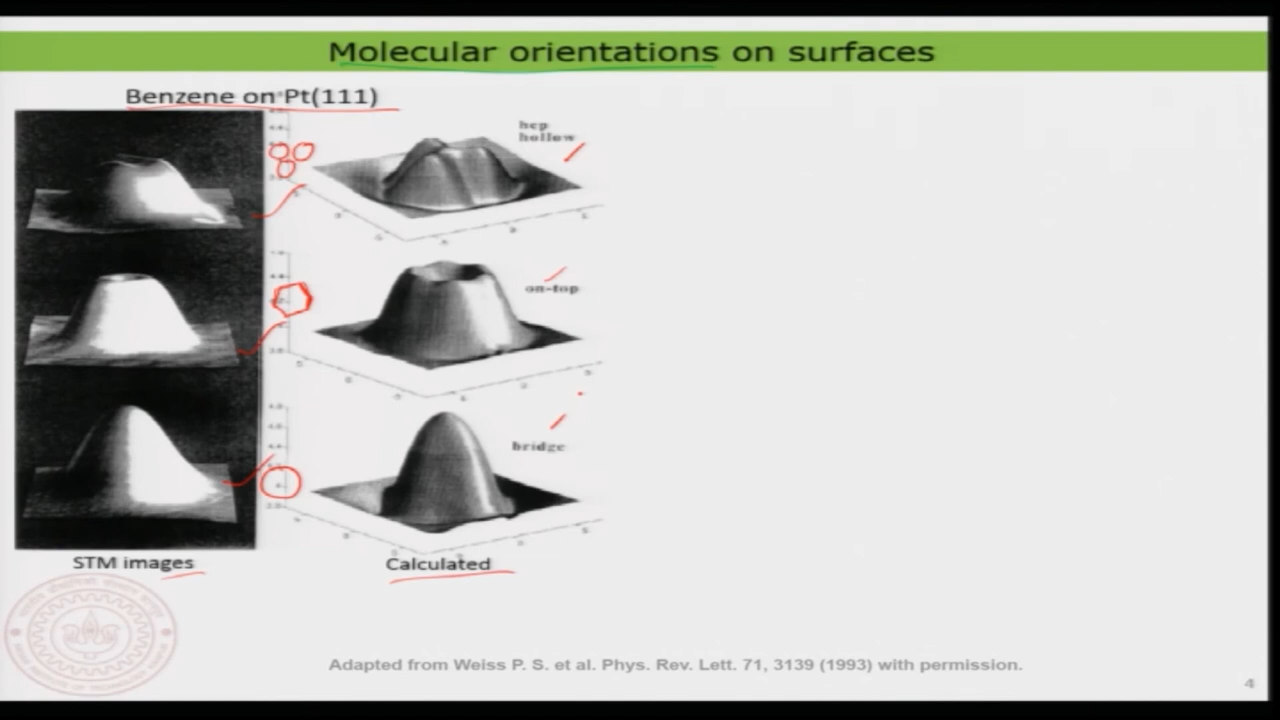 Molecular orientations on surfaces
Benzene on Pt(111)
hcp
hollow
on-top
bridge
STM images
Calculated
Adapted from Weiss P. S. et al. Phys. Rev. Lett. 71, 3139 (1993) with permission.
4